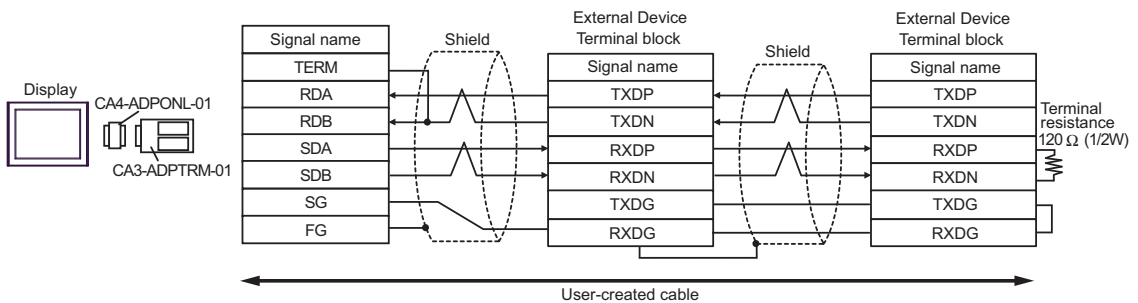 Display
CA4-ADPONL-01
CA3-ADPTRM-01
Signal name
TERM
RDA
RDB
SDA
SDB
SG
FG
Shield
External Device
Terminal block
Signal name
TXDP
TXDN
RXDP
RXDN
TXDG
RXDG
Shield
External Device
Terminal block
Signal name
TXDP
TXDN
RXDP
RXDN
TXDG
RXDG
Terminal
resistance
120 Ω (1/2W)
User-created cable